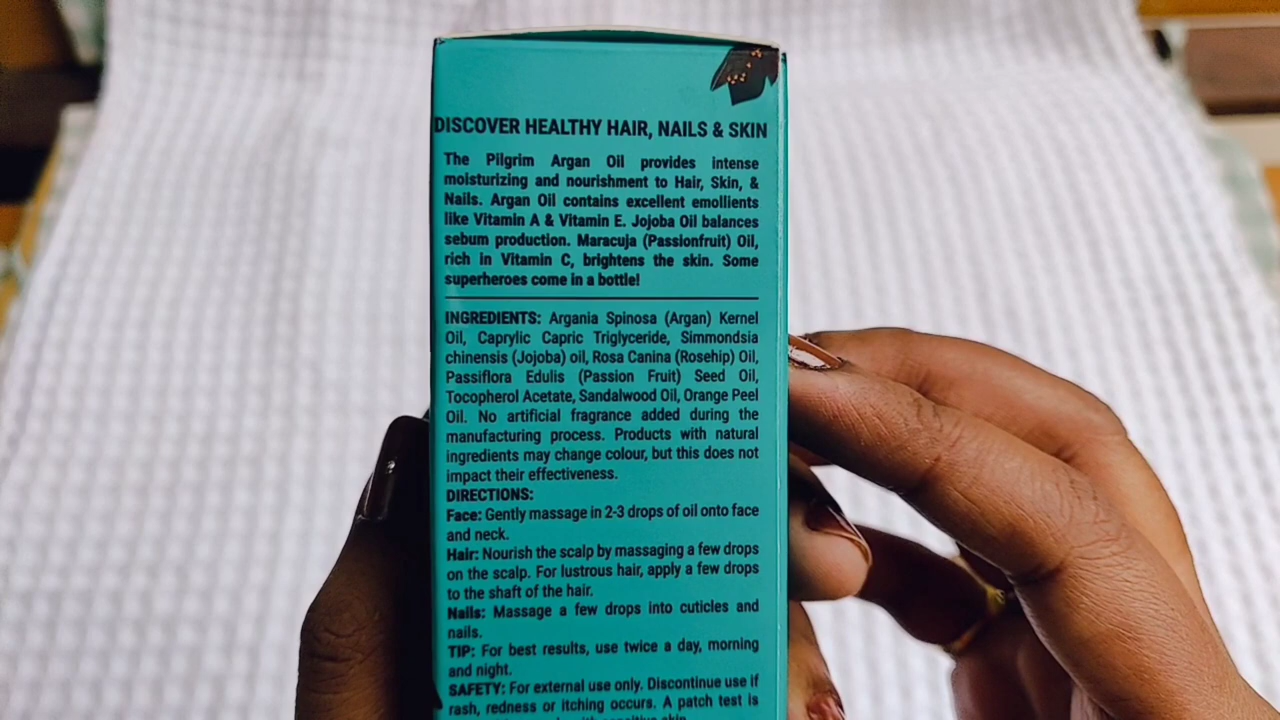 DISCOVER HEALTHY HAIR, NAILS & SKIN
The Pilgrim Argan Oil provides intense
moisturizing and nourishment to Hair, Skin, &
Nails. Argan Oil contains excellent emollients
like Vitamin A & Vitamin E. Jojoba Oil balances
sebum production. Maracuja (Passionfruit) Oil,
rich in Vitamin C, brightens the skin. Some
superheroes come in a bottle!
INGREDIENTS: Argania Spinosa (Argan) Kernel
Oil, Caprylic Capric Triglyceride, Simmondsia
chinensis (Jojoba) oil, Rosa Canina (Rosehip) Oil,
Passiflora Edulis (Passion Fruit) Seed Oil,
Tocopherol Acetate, Sandalwood Oil, Orange Peel
Oil. No artificial fragrance added during the
manufacturing process. Products with natural
ingredients may change colour, but this does not
impact their effectiveness.
DIRECTIONS:
Face: Gently massage in 2-3 drops of oil onto face
and neck.
Hair: Nourish the scalp by massaging a few drops
on the scalp. For lustrous hair, apply a few drops
to the shaft of the hair.
Nails: Massage a few drops into cuticles and
nails.
TIP: For best results, use twice a day, morning
and night.
SAFETY: For external use only. Discontinue use if
rash, redness or itching occurs. A patch test is
with sensitive skin